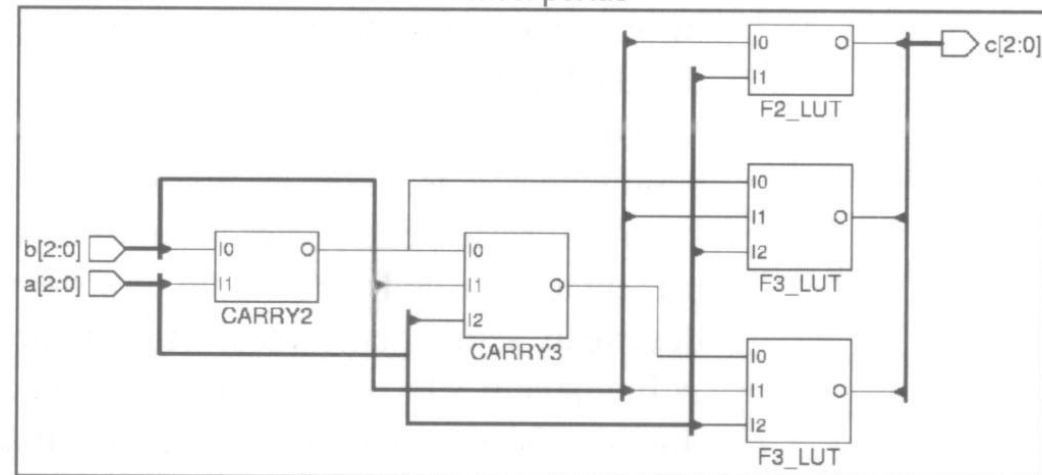 I0
I1
O
F2_LUT
c[2:0]
I0
I1
I2
O
F3_LUT
b[2:0]
a[2:0]
I0
I1
O
CARRY2
I0
I1
I2
O
CARRY3
I0
I1
I2
O
F3_LUT